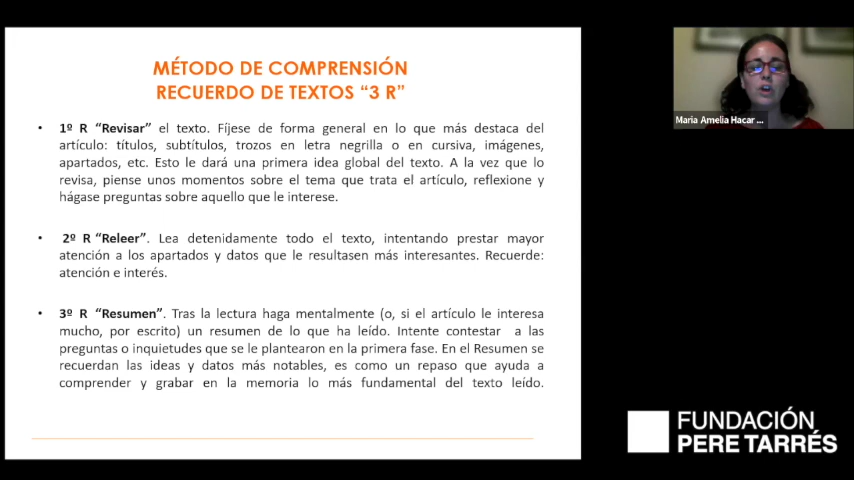 MÉTODO DE COMPRENSIÓN
RECUERDO DE TEXTOS “3 R”
• 1º R “Revisar” el texto. Fíjese de forma general en lo que más destaca del
artículo: títulos, subtítulos, trozos en letra negrilla o en cursiva, imágenes,
apartados, etc. Esto le dará una primera idea global del texto. A la vez que lo
revisa, piense unos momentos sobre el tema que trata el artículo, reflexione y
hágase preguntas sobre aquello que le interese.
• 2º R “Releer”. Lea detenidamente todo el texto, intentando prestar mayor
atención a los apartados y datos que le resultasen más interesantes. Recuerde:
atención e interés.
• 3º R “Resumen”. Tras la lectura haga mentalmente (o, si el artículo le interesa
mucho, por escrito) un resumen de lo que ha leído. Intente contestar a las
preguntas o inquietudes que se le plantearon en la primera fase. En el Resumen se
recuerdan las ideas y datos más notables, es como un repaso que ayuda a
comprender y grabar en la memoria lo más fundamental del texto leído.
Maria Amelia Hacar ...
FUNDACIÓN
PERE TARRÉS